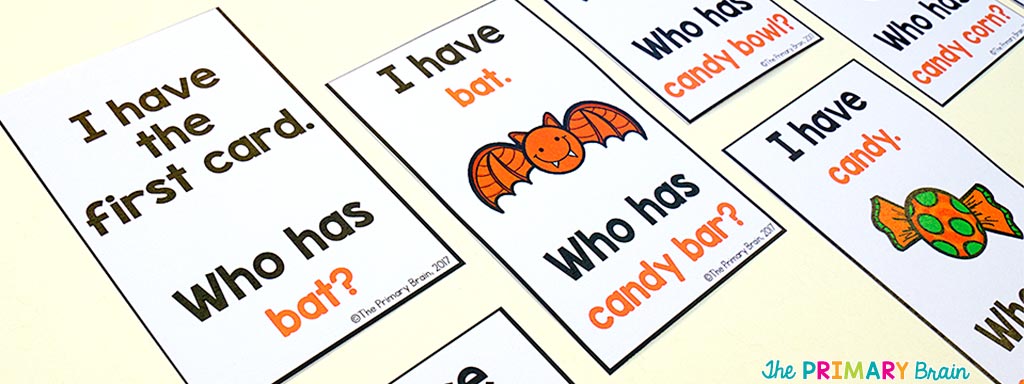 I have
the
first card.
Who has
bat?
©The Primary Brain, 2017
I have
bat.
Who has
candy bar?
©The Primary Brain, 2017
Who has
candy bowl?
©The Primary Brain, 2017
Who has
candy corn?
©The Primary Brain, 2017
I have
candy.
The PRIMARY Brain